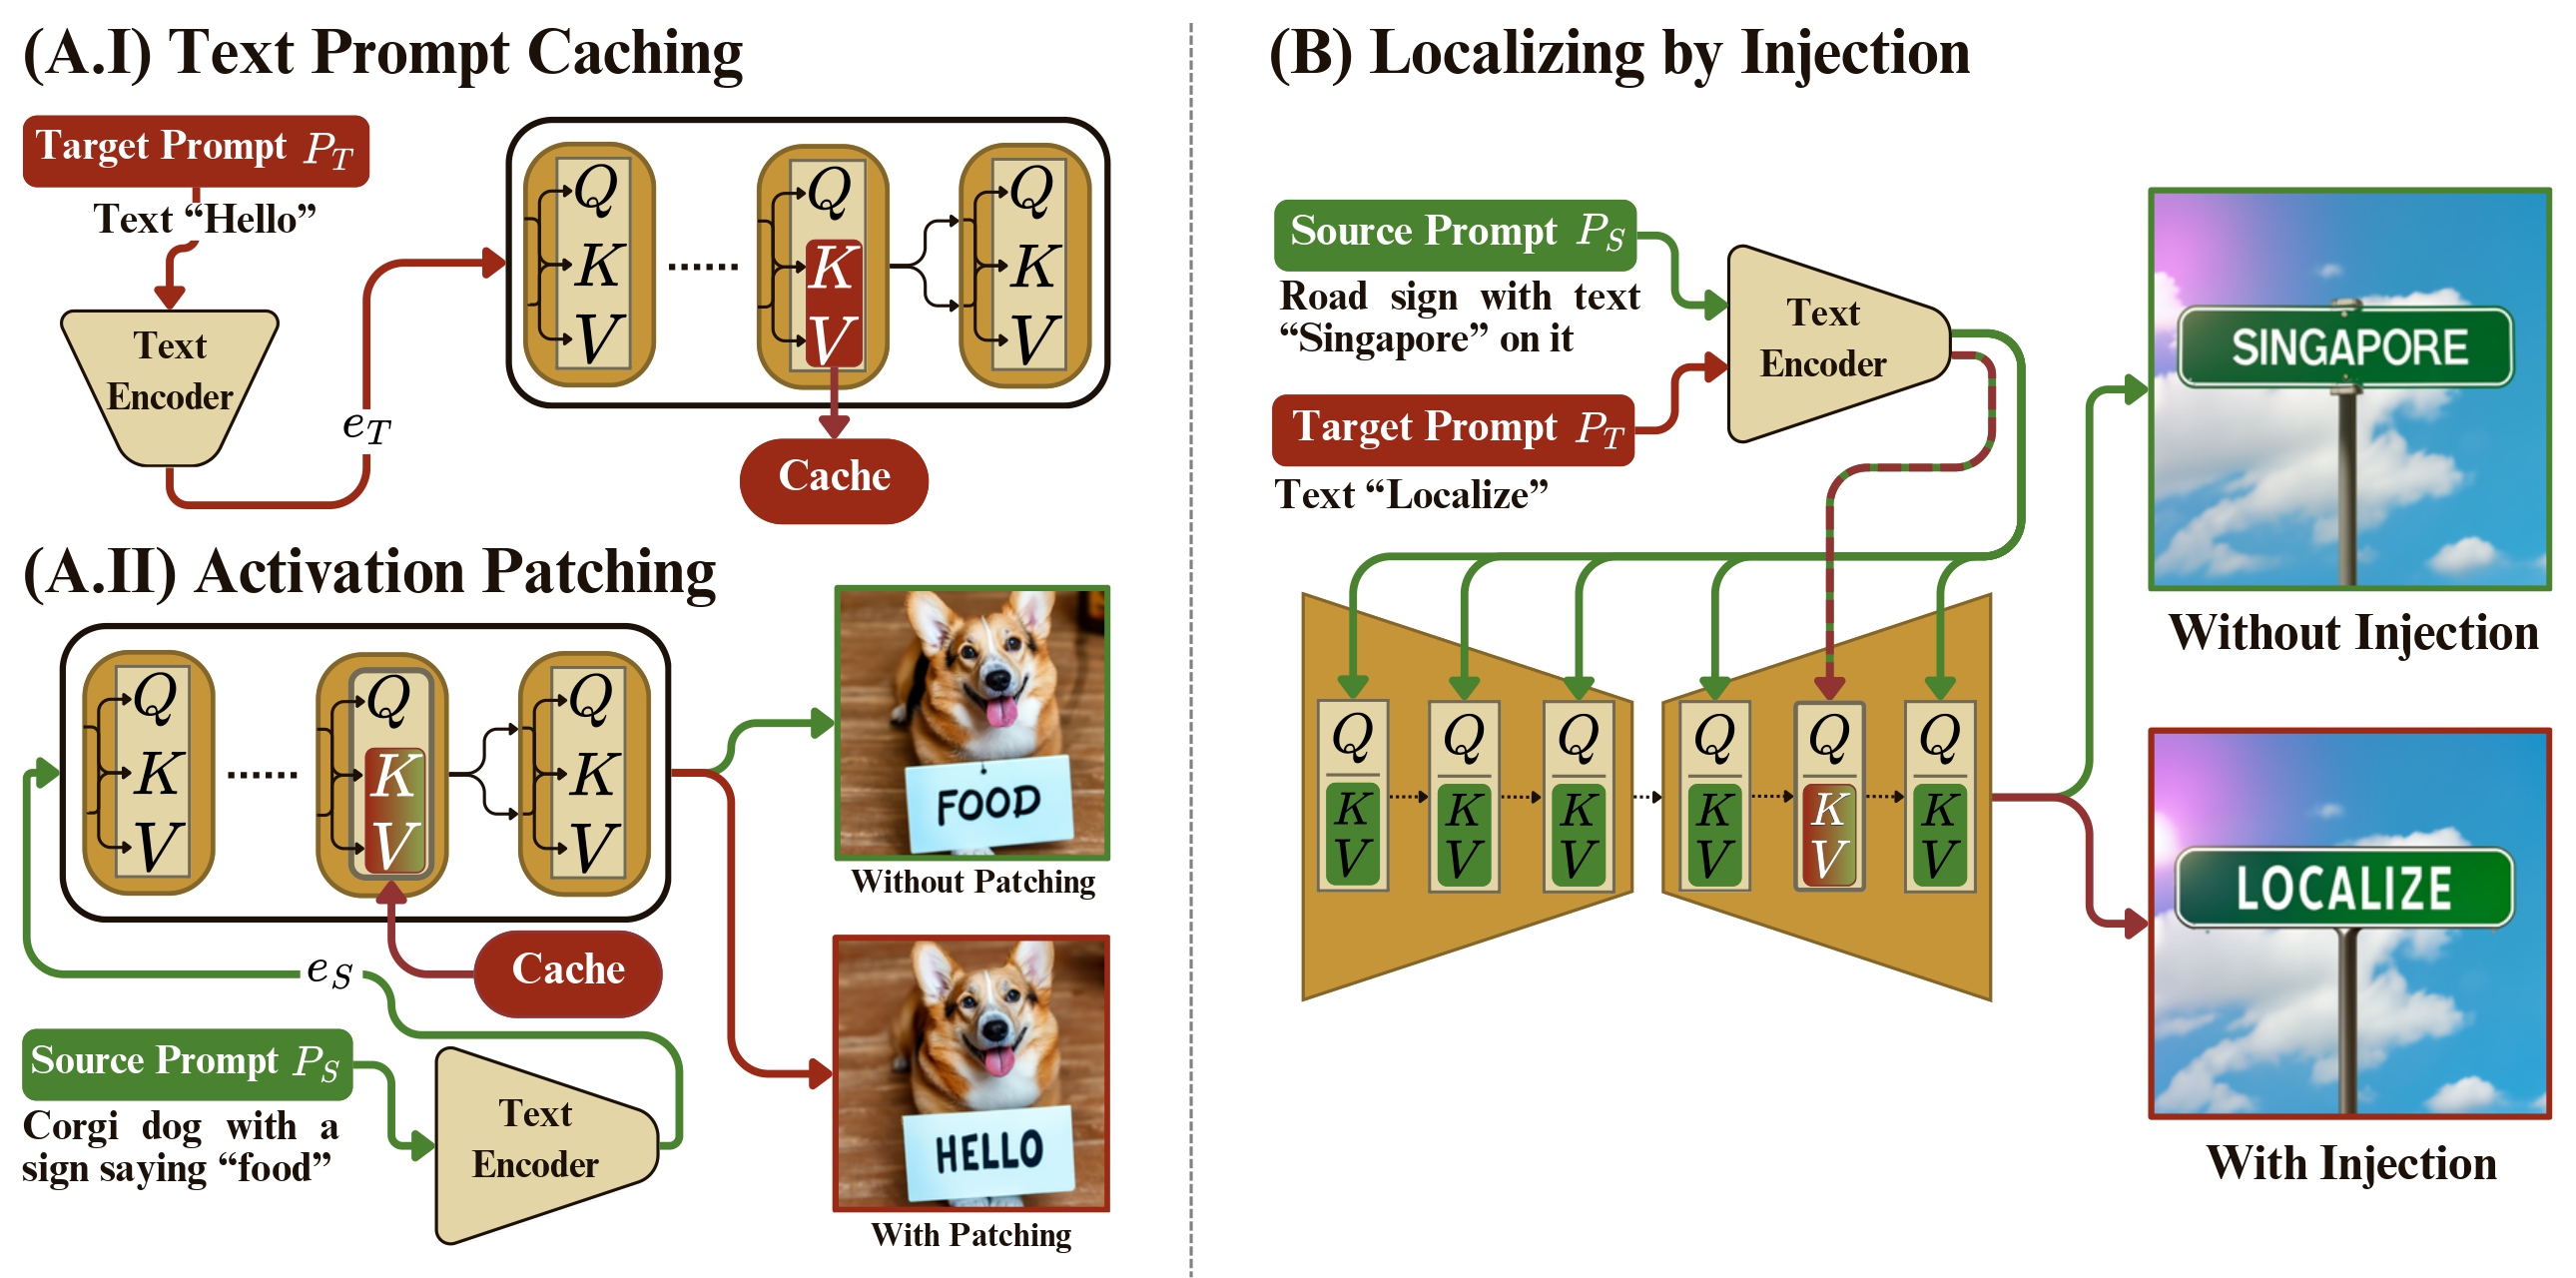 (A.I) Text Prompt Caching
Target Prompt P_T
Text “Hello”
Text
Encoder
e_T
Q
K
V
Q
K
V
Q
K
V
Cache
(A.II) Activation Patching
Q
K
V
Q
K
V
Q
K
V
Cache
e_S
Source Prompt P_S
Corgi dog with a
sign saying “food”
Text
Encoder
FOOD
Without Patching
HELLO
With Patching
(B) Localizing by Injection
Source Prompt P_S
Road sign with text
“Singapore” on it
Target Prompt P_T
Text “Localize”
Text
Encoder
Q
K
V
Q
K
V
Q
K
V
Q
K
V
Q
K
V
Q
K
V
SINGAPORE
Without Injection
LOCALIZE
With Injection